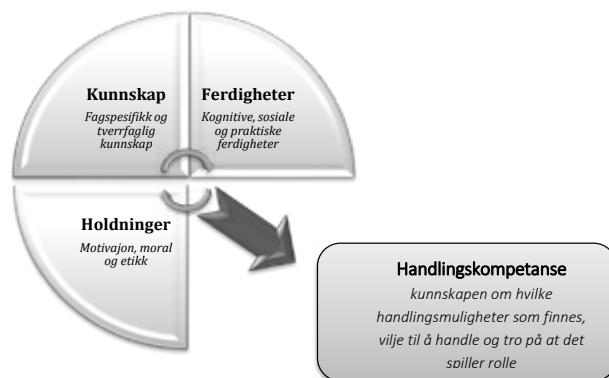 Kunnskap
Fagspesifikk og
tverrfaglig
kunnskap
Ferdigheter
Kognitive, sosiale
og praktiske
ferdigheter
Holdninger
Motivajon, moral
og etikk
Handlingskompetanse
kunnskapen om hvilke
handlingsmuligheter som finnes,
vilje til å handle og tro på at det
spiller rolle